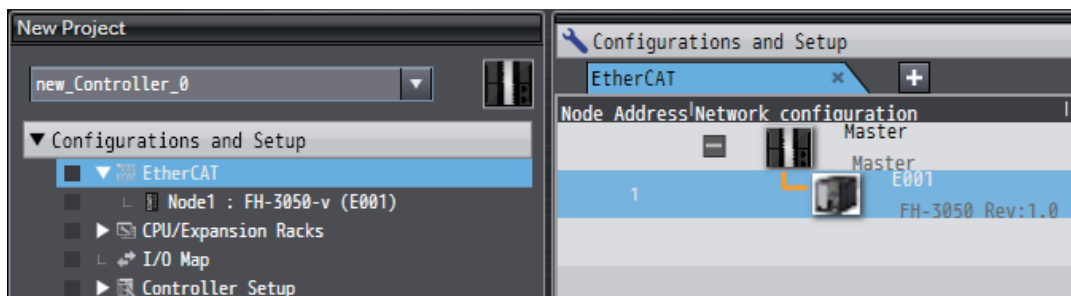 New Project
new_Controller_0
Configurations and Setup
EtherCAT
Node1 : FH-3050-v (E001)
CPU/Expansion Racks
I/O Map
Controller Setup
Configurations and Setup
EtherCAT
Node Address Network configuration
Master
Master
1
E001
FH-3050 Rev:1.0